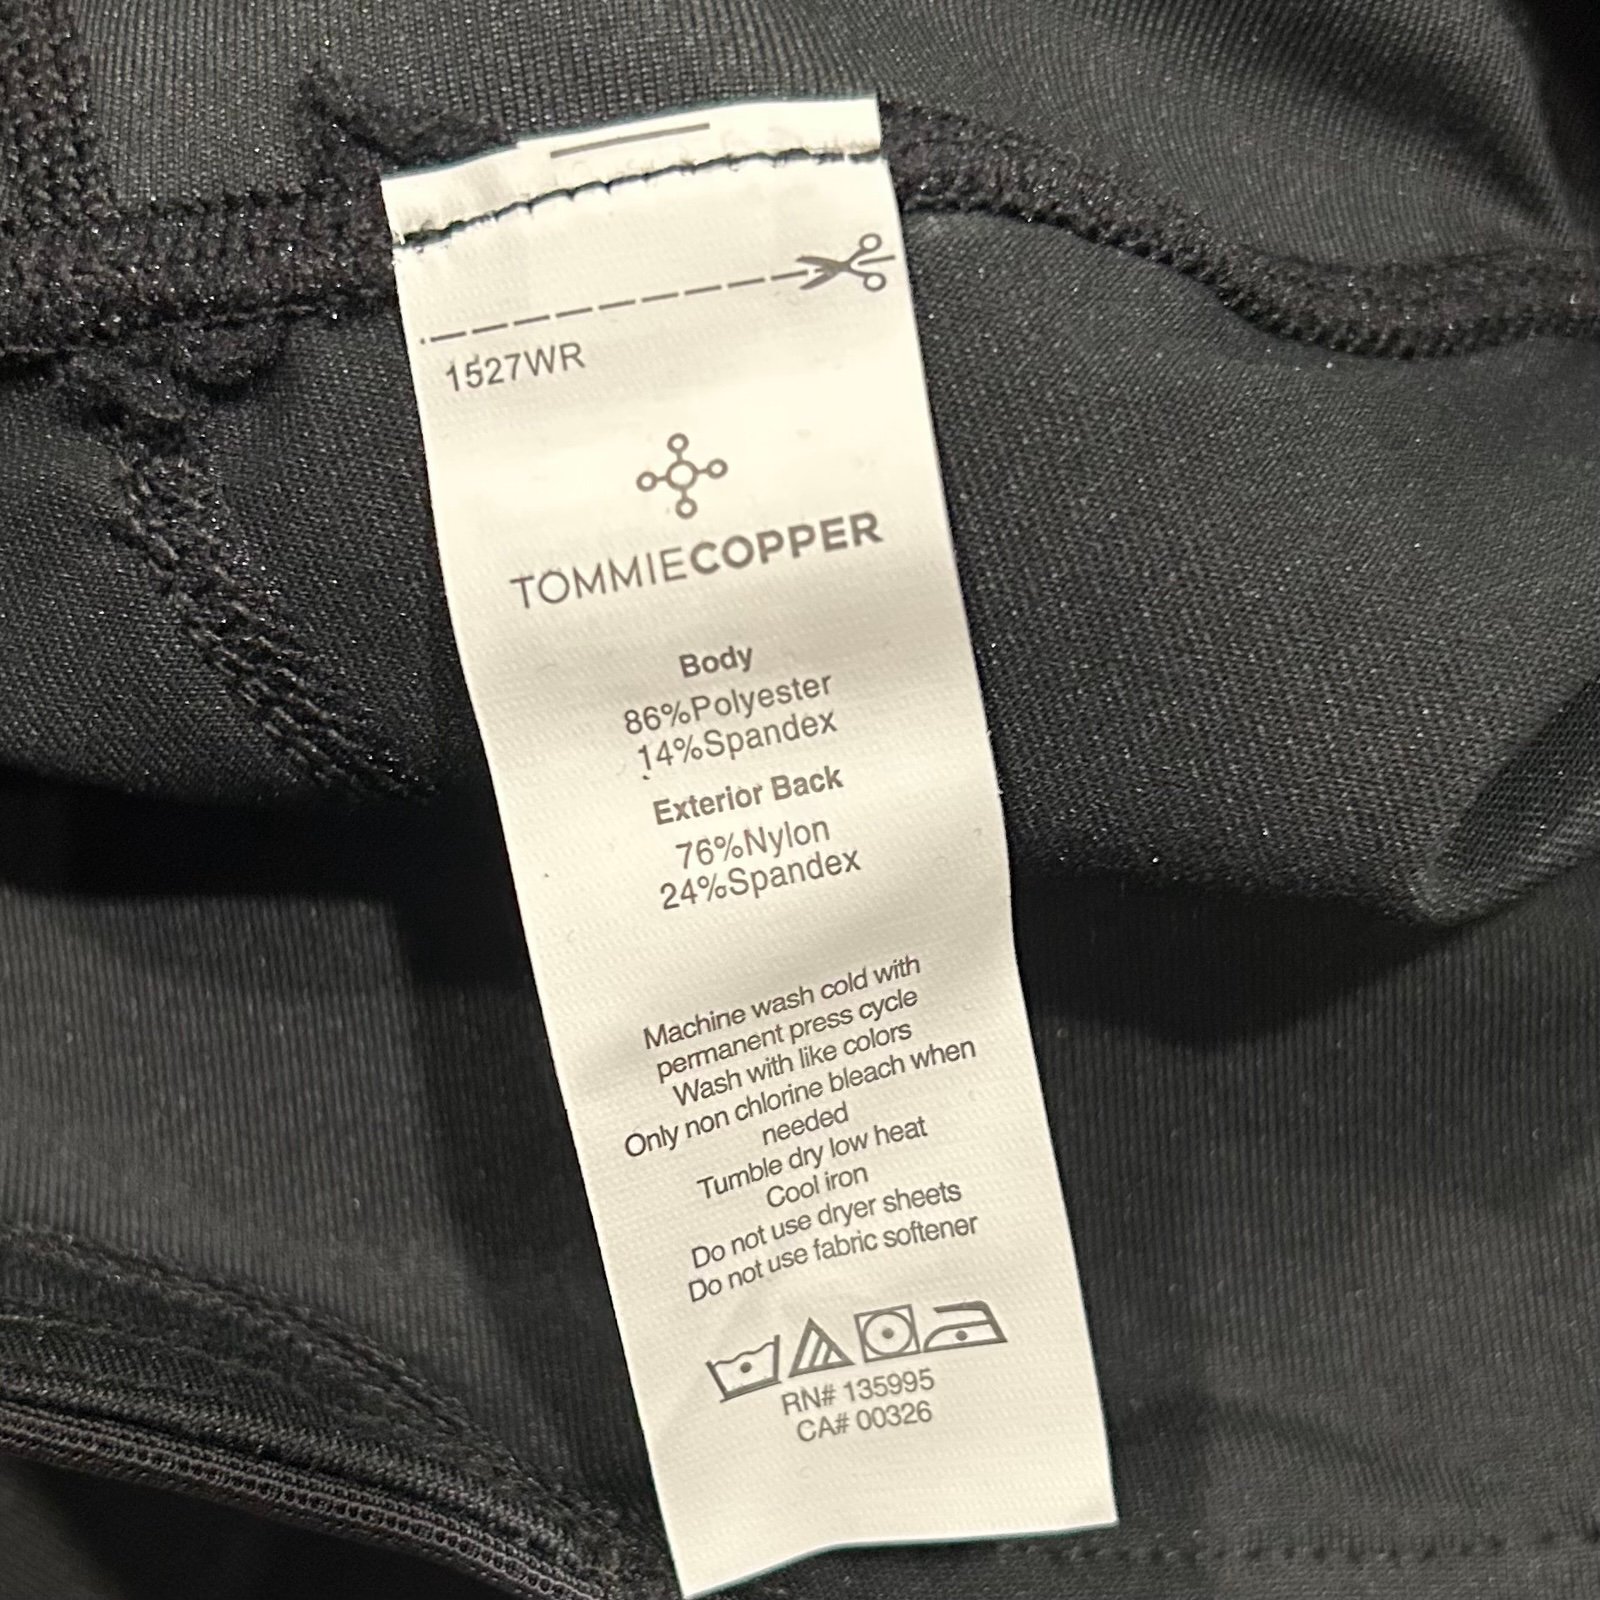 1527WR
TOMMIECOPPER
Body
86%Polyester
14%Spandex
Exterior Back
76%Nylon
24%Spandex
Machine wash cold with
permanent press cycle
Wash with like colors
Only non chlorine bleach when
needed
Tumble dry low heat
Cool iron
Do not use dryer sheets
Do not use fabric softener
RN# 135995
CA# 00326